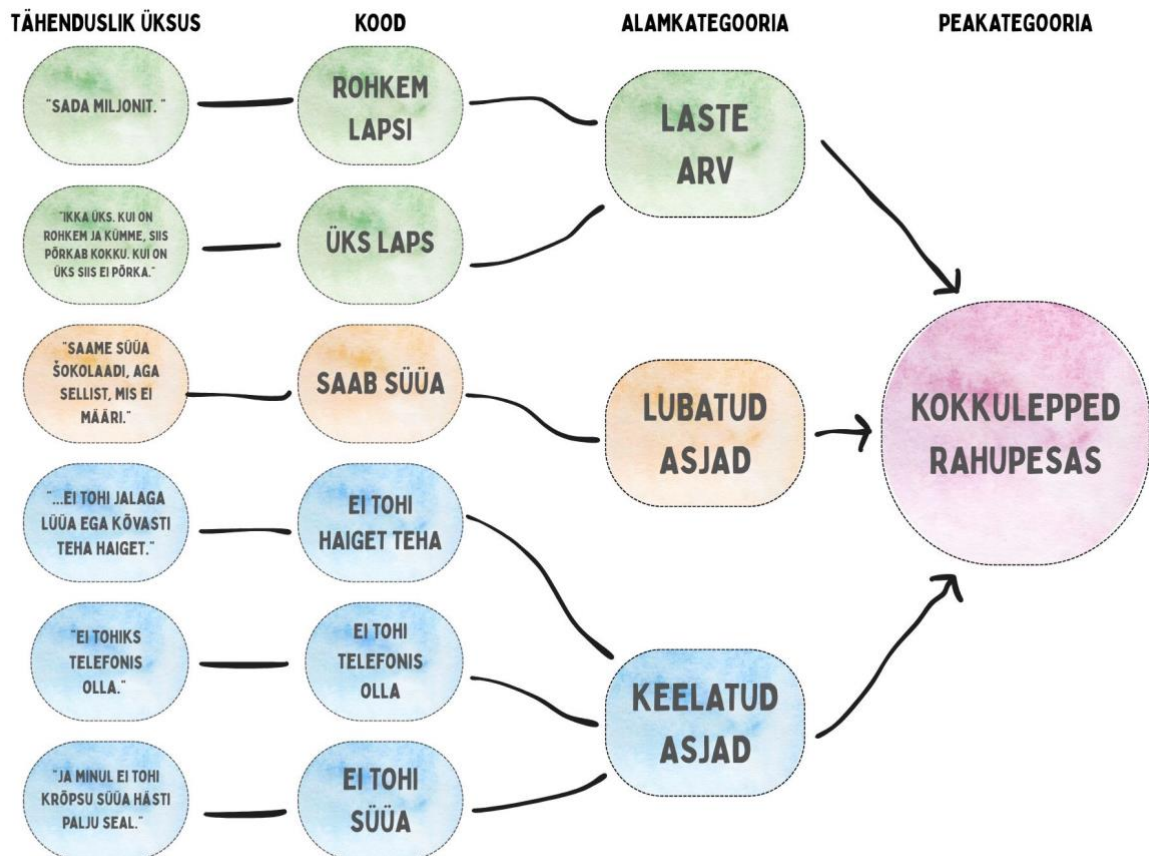 TÄHENDUSLIK ÜKSUS
KOOD
ALAMKATEGOORIA
PEAKATEGOORIA
"SADA MILJONIT. "
ROHKEM
LAPSI
LASTE
ARV
"IKKA ÜKS. KUI ON
ROHKEM JA KÜMME, SIIS
PÕRKAB KOKKU. KUI ON
ÜKS SIIS EI PÕRKA."
ÜKS LAPS
"SAAME SÜÜA
ŠOKOLAADI, AGA
SELLIST, MIS EI
MÄÄRI."
SAAB SÜÜA
LUBATUD
ASJAD
KOKKULEPPED
RAHUPESAS
"...EI TOHI JALAGA
LÜÜA EGA KÕVASTI
TEHA HAIGET."
EI TOHI
HAIGET TEHA
"EI TOHIKS
TELEFONIS
OLLA."
EI TOHI
TELEFONIS
OLLA
KEELATUD
ASJAD
"JA MINUL EI TOHI
KRÕPSU SÜÜA HÄSTI
PALJU SEAL."
EI TOHI
SÜÜA